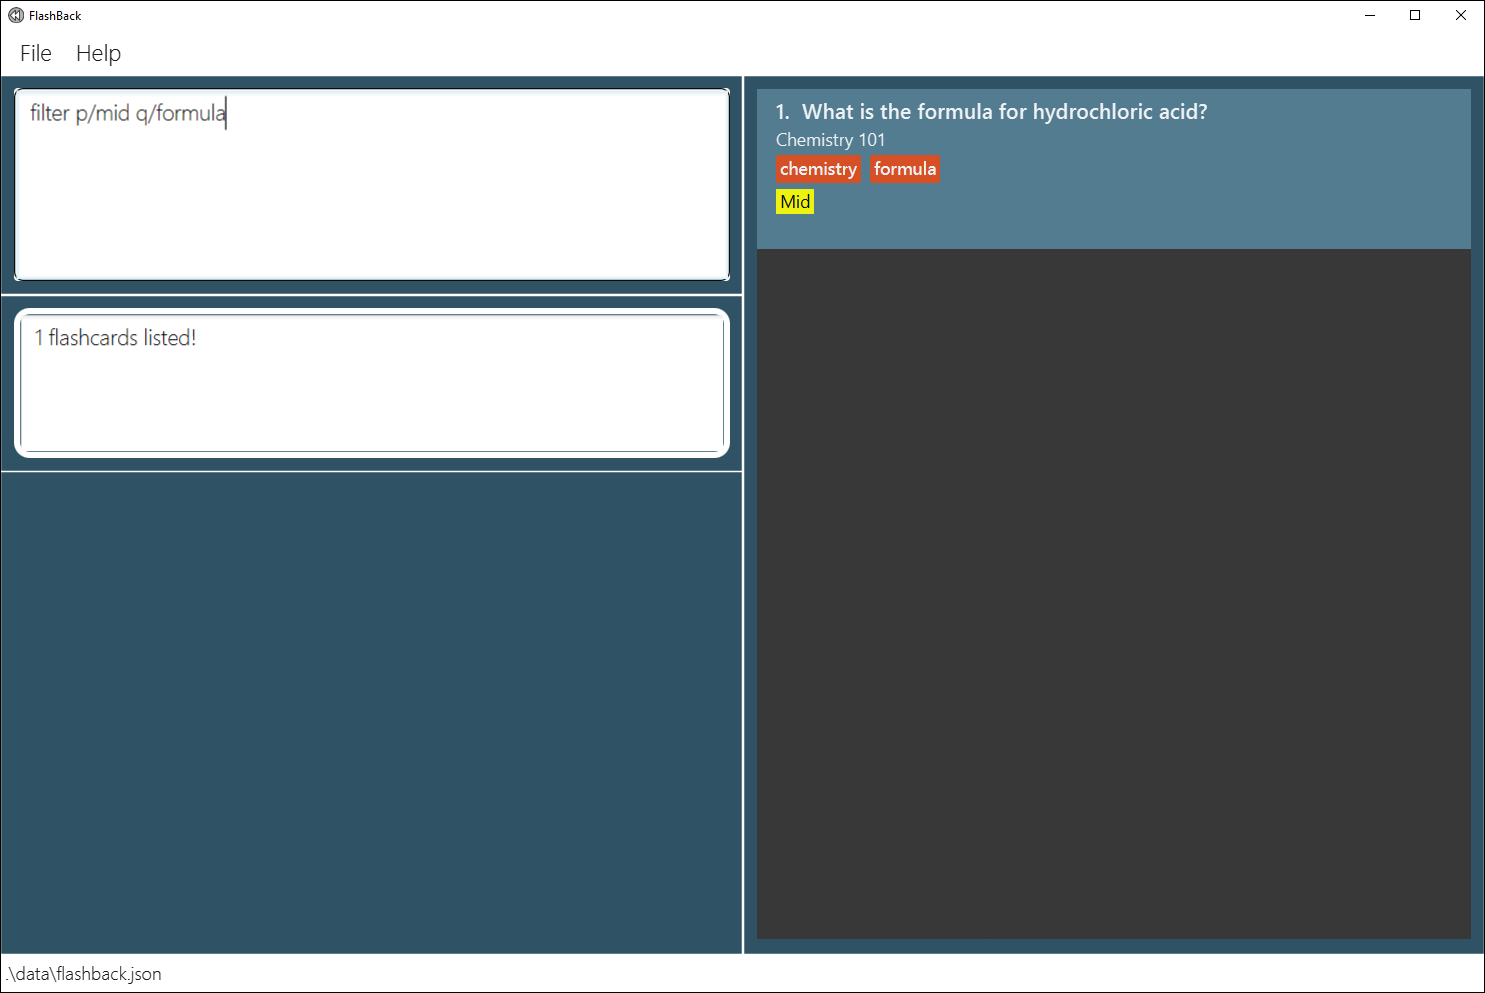 FlashBack
File Help
filter p/mid q/formula
1 flashcards listed!
1. What is the formula for hydrochloric acid?
Chemistry 101
chemistry formula
Mid
.\data\flashback.json